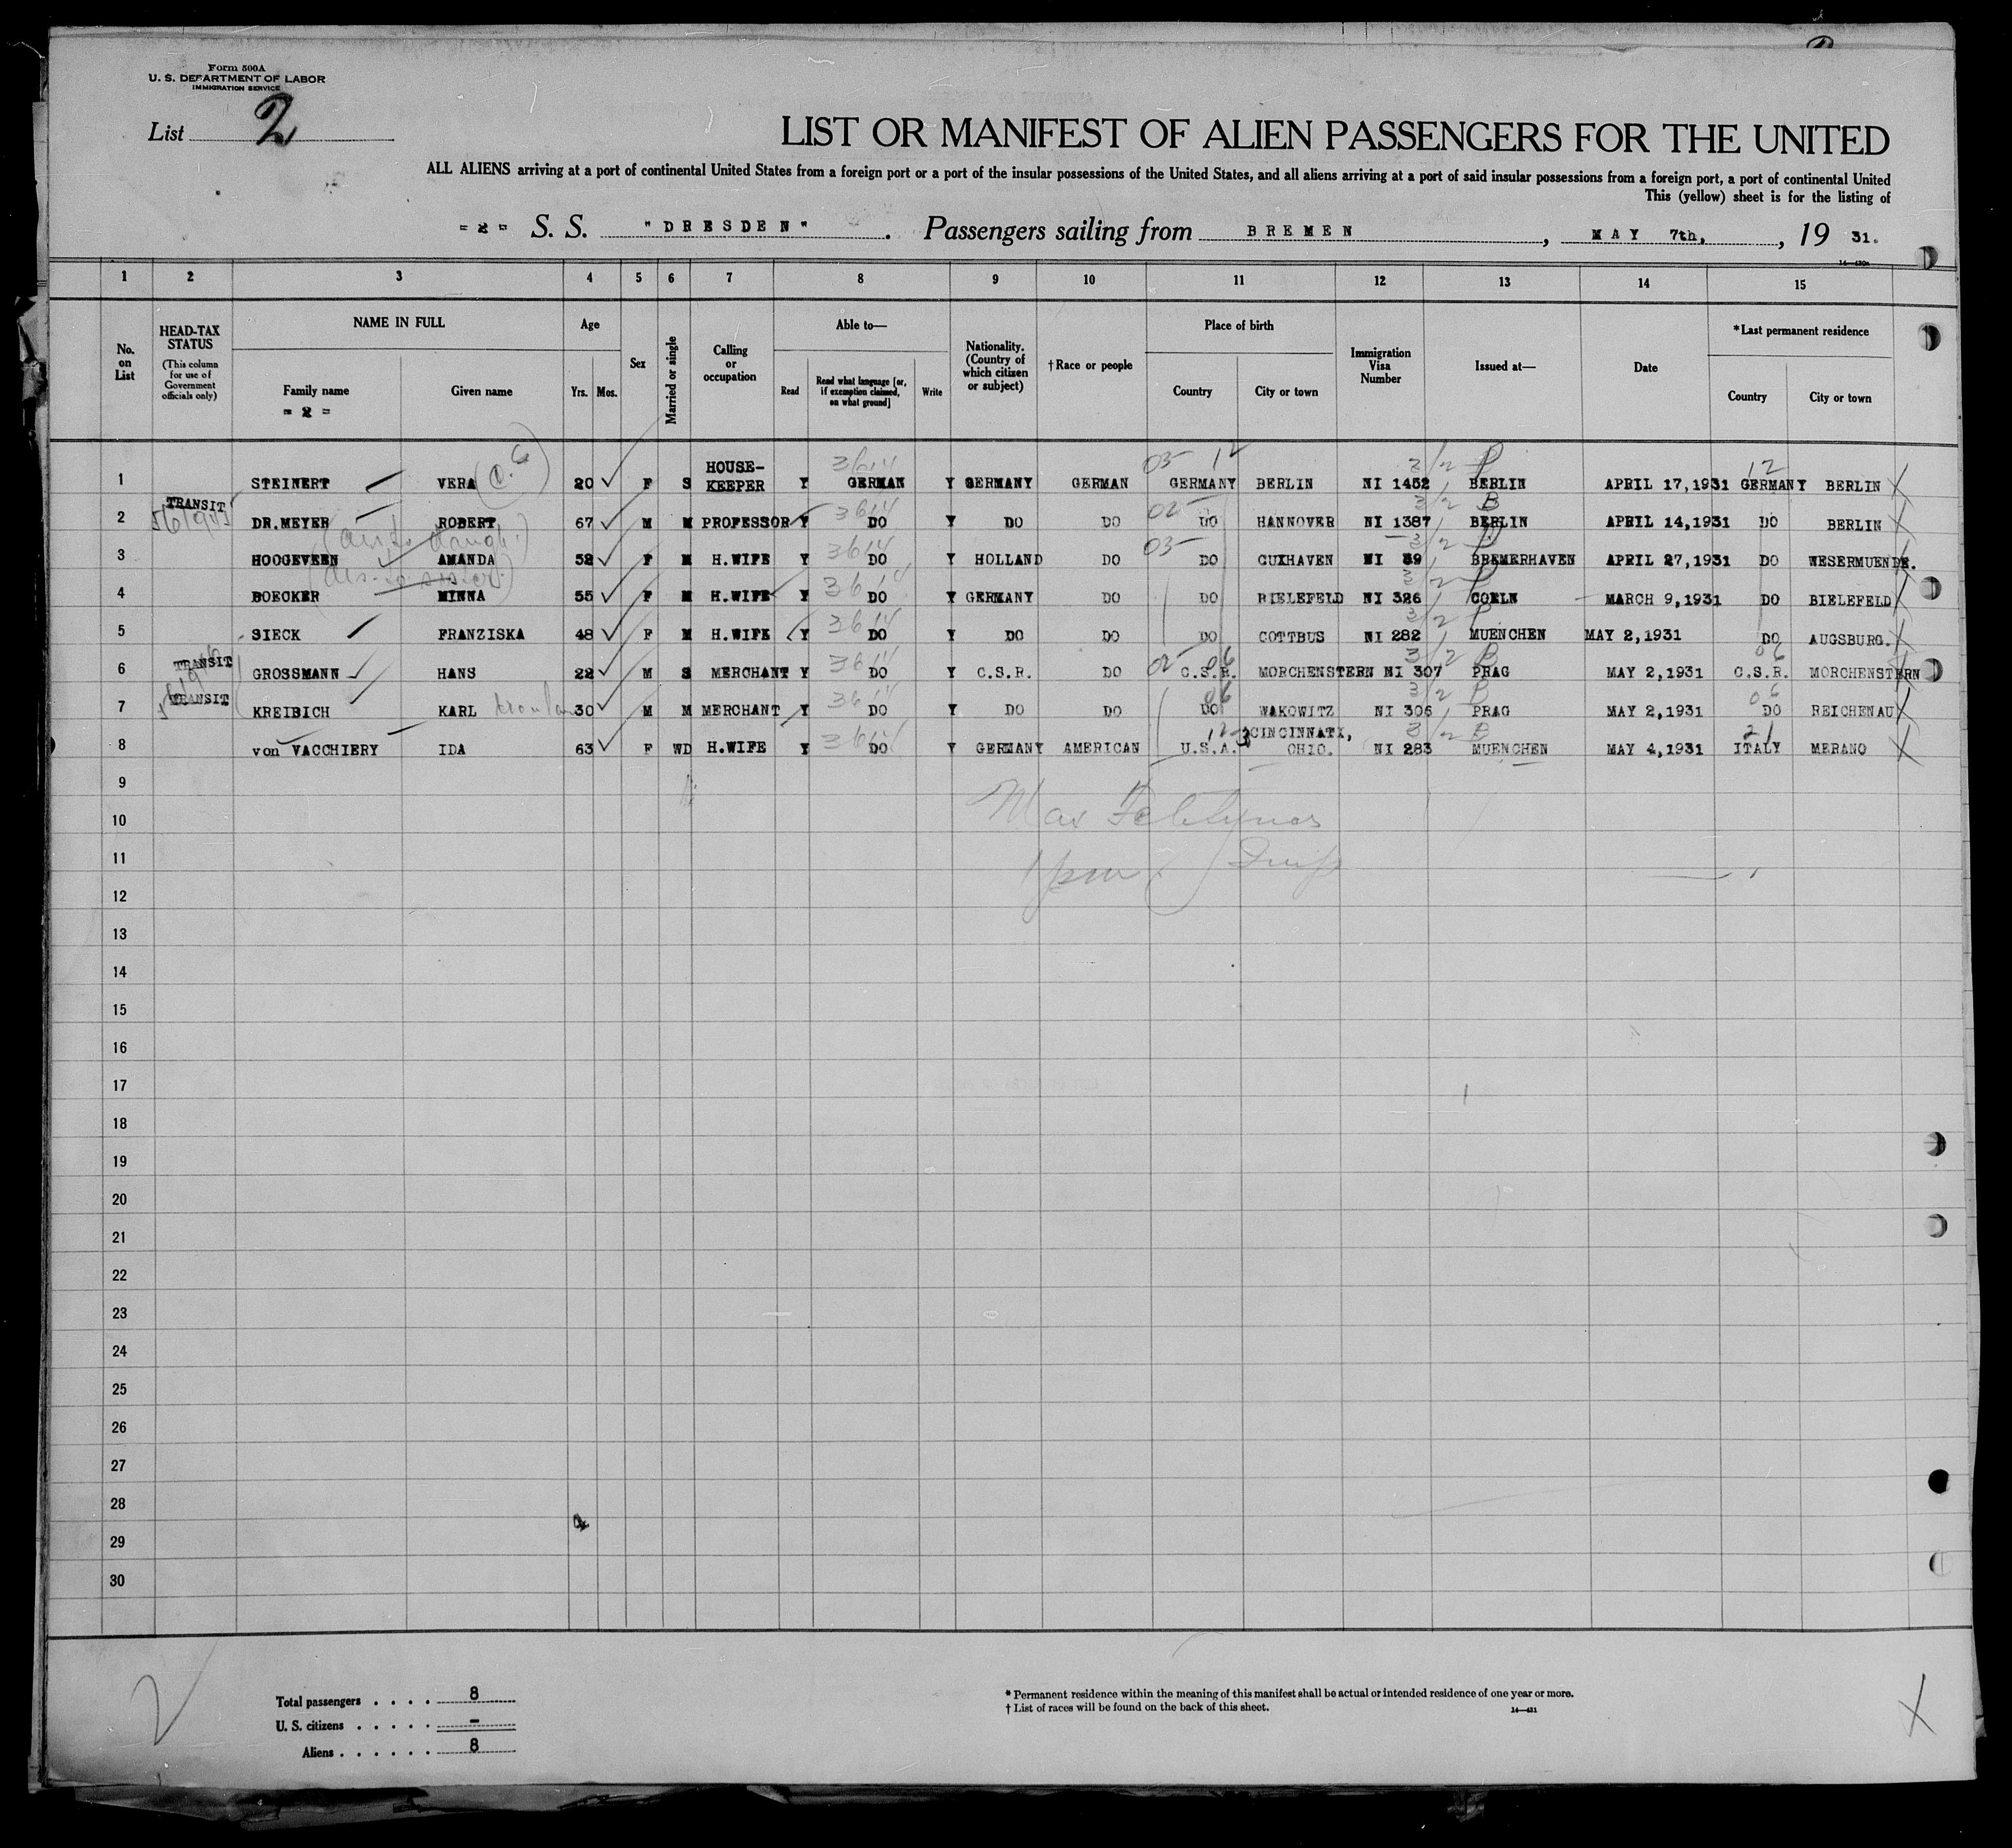 Form 500A
U. S. DEPARTMENT OF LABOR
IMMIGRATION SERVICE
List 2
LIST OR MANIFEST OF ALIEN PASSENGERS FOR THE UNITED
ALL ALIENS arriving at a port of continental United States from a foreign port or a port of the insular possessions of the United States, and all aliens arriving at a port of said insular possessions from a foreign port, a port of continental United
This (yellow) sheet is for the listing of
= 2 = S. S. "DRESDEN". Passengers sailing from BREMEN, MAY 7th, , 19 31.
1 2 3 4 5 6 7 8 9 10 11 12 13 14 15
No. on List
HEAD-TAX STATUS
(This column for use of Government officials only)
NAME IN FULL
Family name
= 2 =
Given name
Age
Yrs. Mos.
Sex
Married or single
Calling or occupation
Able to—
Read
Read what language [or, if exemption claimed, on what ground]
Write
Nationality. (Country of which citizen or subject)
†Race or people
Place of birth
Country
City or town
Immigration Visa Number
Issued at—
Date
*Last permanent residence
Country
City or town
1 STEINERT VERA 20 F S HOUSE-KEEPER Y GERMAN Y GERMANY GERMAN GERMANY BERLIN NI 1452 BERLIN APRIL 17,1931 GERMANY BERLIN
2 TRANSIT DR.MEYER ROBERT 67 M M PROFESSOR Y DO Y DO DO DO HANNOVER NI 1387 BERLIN APRIL 14,1931 DO BERLIN
3 HOOGEVEEN AMANDA 52 F M H.WIFE Y DO Y HOLLAND DO DO CUXHAVEN NI 39 BREMERHAVEN APRIL 27,1931 DO WESERMUENDE.
4 BOECKER MINNA 55 F M H.WIFE Y DO Y GERMANY DO DO BIELEFELD NI 326 COELN MARCH 9,1931 DO BIELEFELD
5 SIECK FRANZISKA 48 F M H.WIFE Y DO Y DO DO DO COTTBUS NI 282 MUENCHEN MAY 2,1931 DO AUGSBURG.
6 TRANSIT GROSSMANN HANS 22 M S MERCHANT Y DO Y C.S.R. DO C.S.R. MORCHENSTERN NI 307 PRAG MAY 2,1931 C.S.R. MORCHENSTERN
7 TRANSIT KREIBICH KARL 30 M M MERCHANT Y DO Y DO DO DO WAKOWITZ NI 306 PRAG MAY 2,1931 DO REICHENAU
8 von VACCHIERY IDA 63 F WD H.WIFE Y DO Y GERMANY AMERICAN U.S.A. CINCINNATI, OHIO. NI 283 MUENCHEN MAY 4,1931 ITALY MERANO
9
10
11
12
13
14
15
16
17
18
19
20
21
22
23
24
25
26
27
28
29
30
Total passengers . . . . 8
U. S. citizens . . . . . –
Aliens . . . . . . 8
* Permanent residence within the meaning of this manifest shall be actual or intended residence of one year or more.
† List of races will be found on the back of this sheet.
14—431